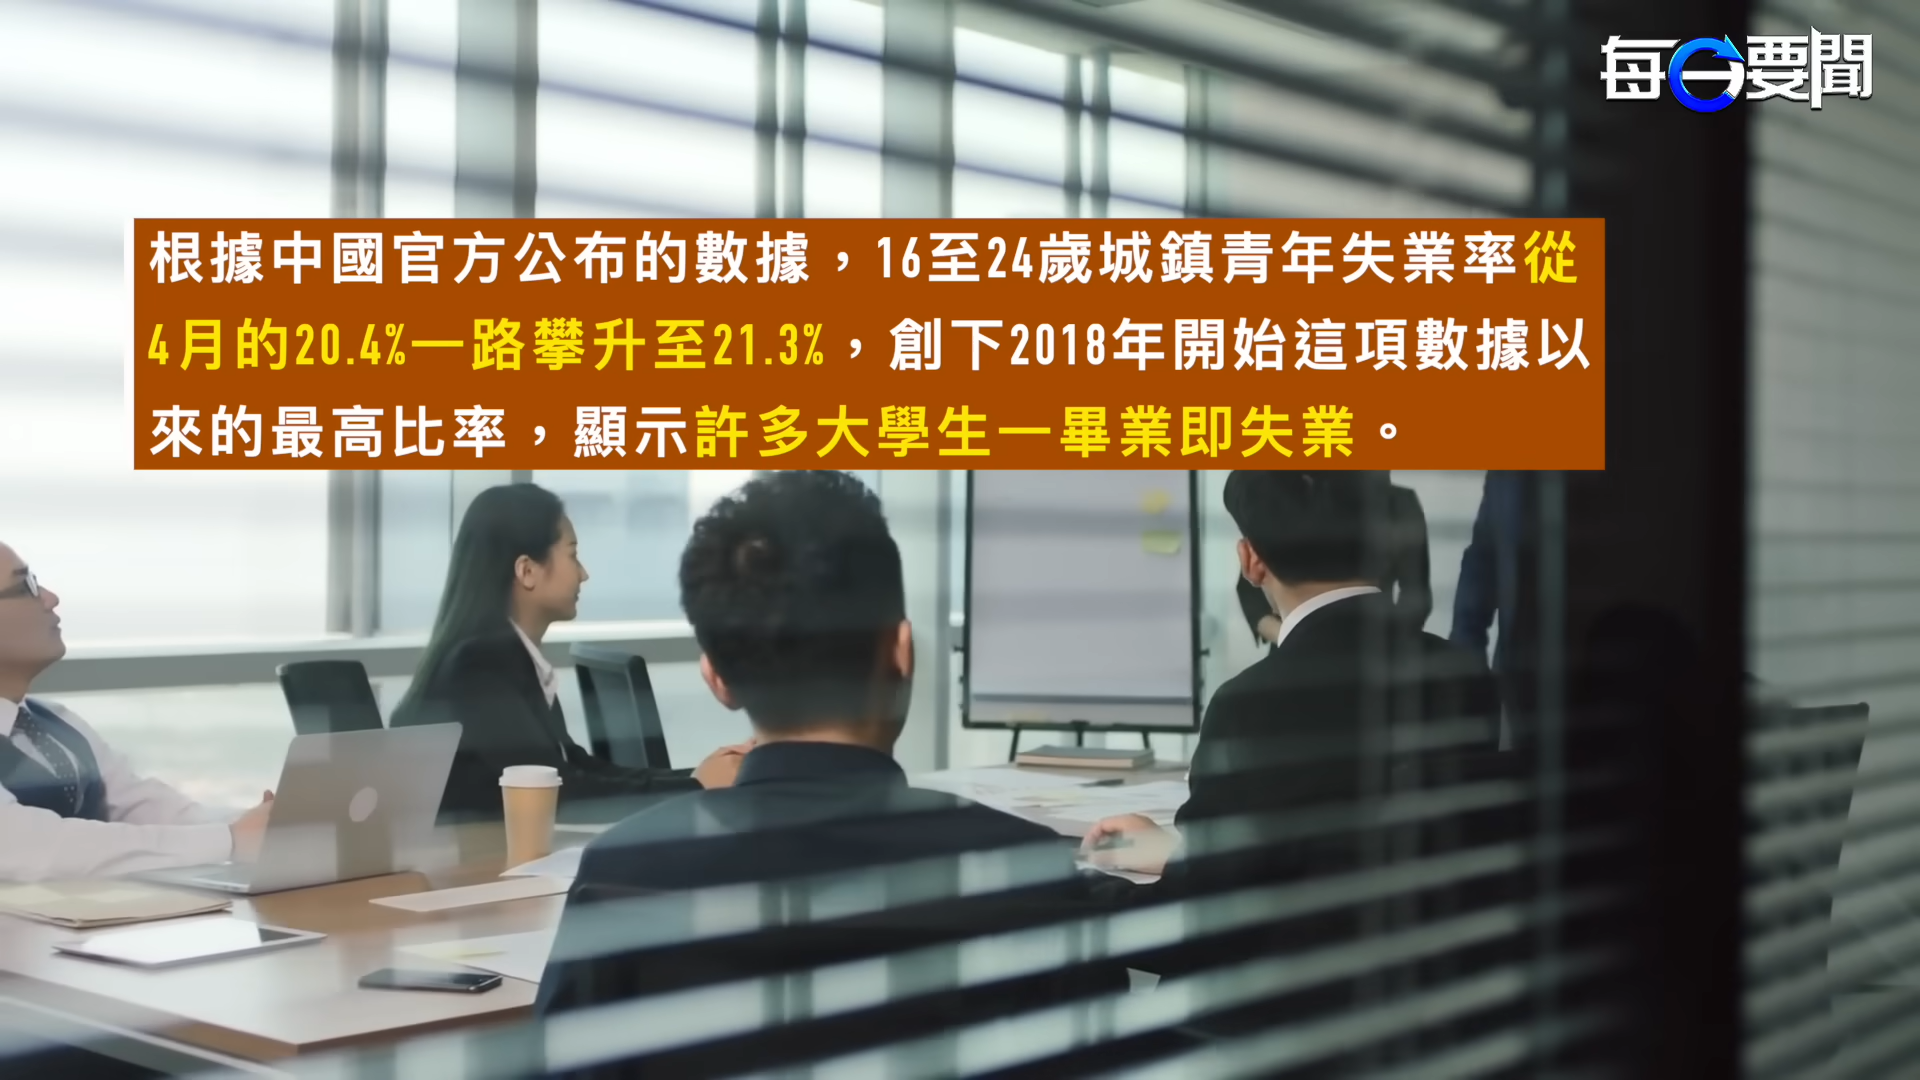 每日要聞
根據中國官方公布的數據，16至24歲城鎮青年失業率從
4月的20.4%一路攀升至21.3%，創下2018年開始這項數據以
來的最高比率，顯示許多大學生一畢業即失業。